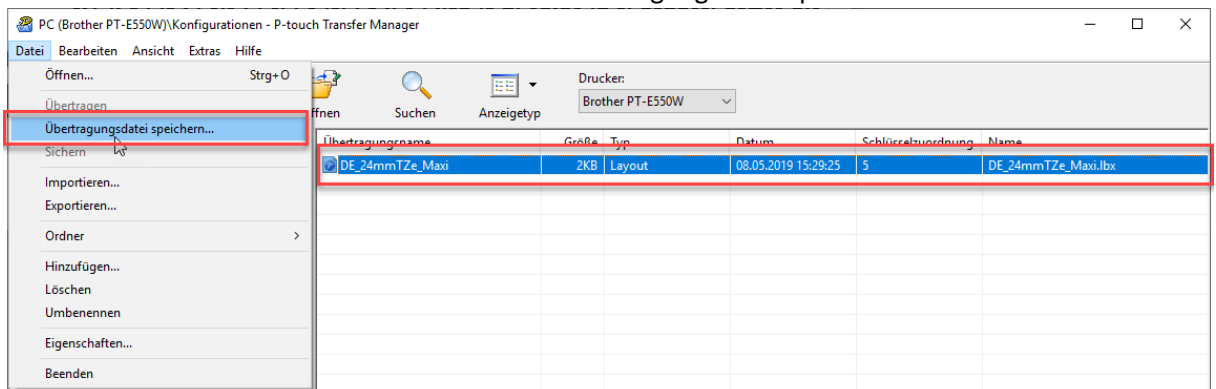 PC (Brother PT-E550W)\Konfigurationen - P-touch Transfer Manager
Datei Bearbeiten Ansicht Extras Hilfe
Öffnen... Strg+O
Übertragen
Übertragungsdatei speichern...
Sichern
Importieren...
Exportieren...
Ordner
Hinzufügen...
Löschen
Umbenennen
Eigenschaften...
Beenden
ffnen Suchen Anzeigetyp
Drucker:
Brother PT-E550W
Übertragungsname Größe Typ Datum Schlüsselzuordnung Name
DE_24mmTZe_Maxi 2KB Layout 08.05.2019 15:29:25 5 DE_24mmTZe_Maxi.lbx